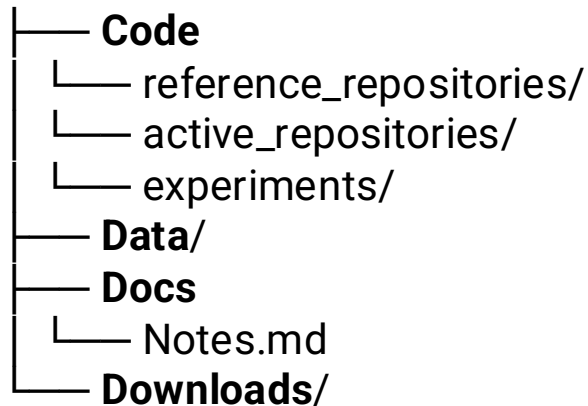 ├── Code
│ └── reference_repositories/
│ └── active_repositories/
│ └── experiments/
├── Data/
├── Docs
│ └── Notes.md
└── Downloads/